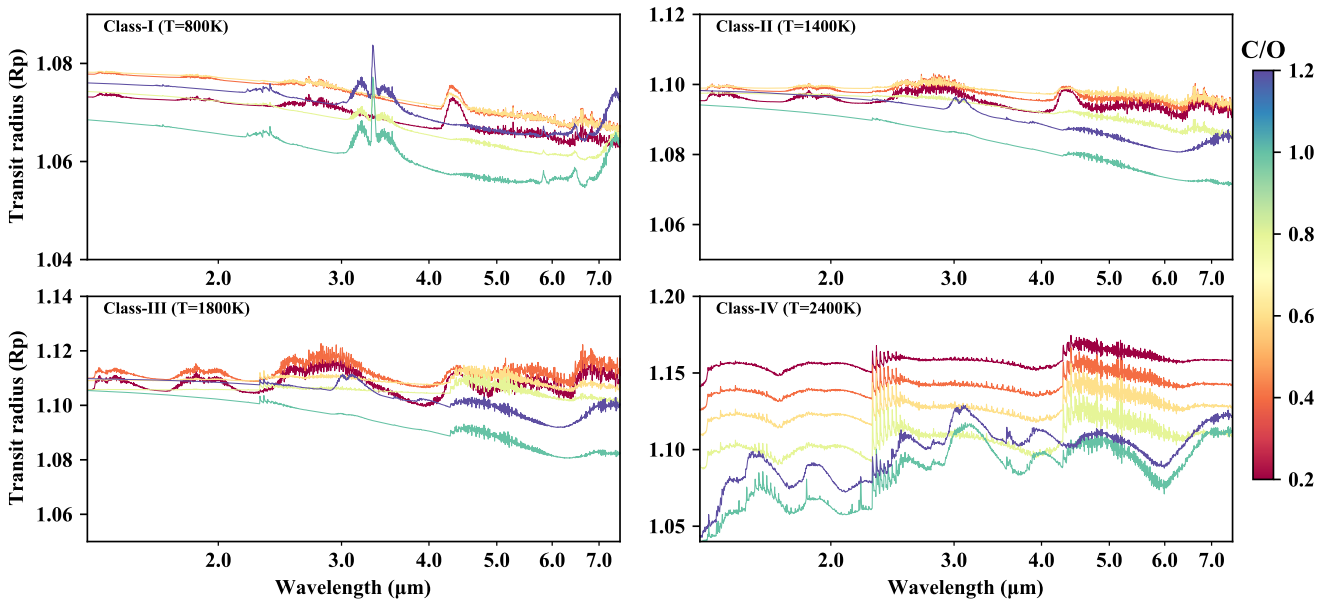 Class-I (T=800K)
Transit radius (Rp)
1.08
1.06
1.04
2.0 3.0 4.0 5.0 6.0 7.0
Class-II (T=1400K)
1.12
1.10
1.08
1.06
2.0 3.0 4.0 5.0 6.0 7.0
Class-III (T=1800K)
Transit radius (Rp)
1.14
1.12
1.10
1.08
1.06
2.0 3.0 4.0 5.0 6.0 7.0
Wavelength (μm)
Class-IV (T=2400K)
1.20
1.15
1.10
1.05
2.0 3.0 4.0 5.0 6.0 7.0
Wavelength (μm)
C/O
1.2
1.0
0.8
0.6
0.4
0.2